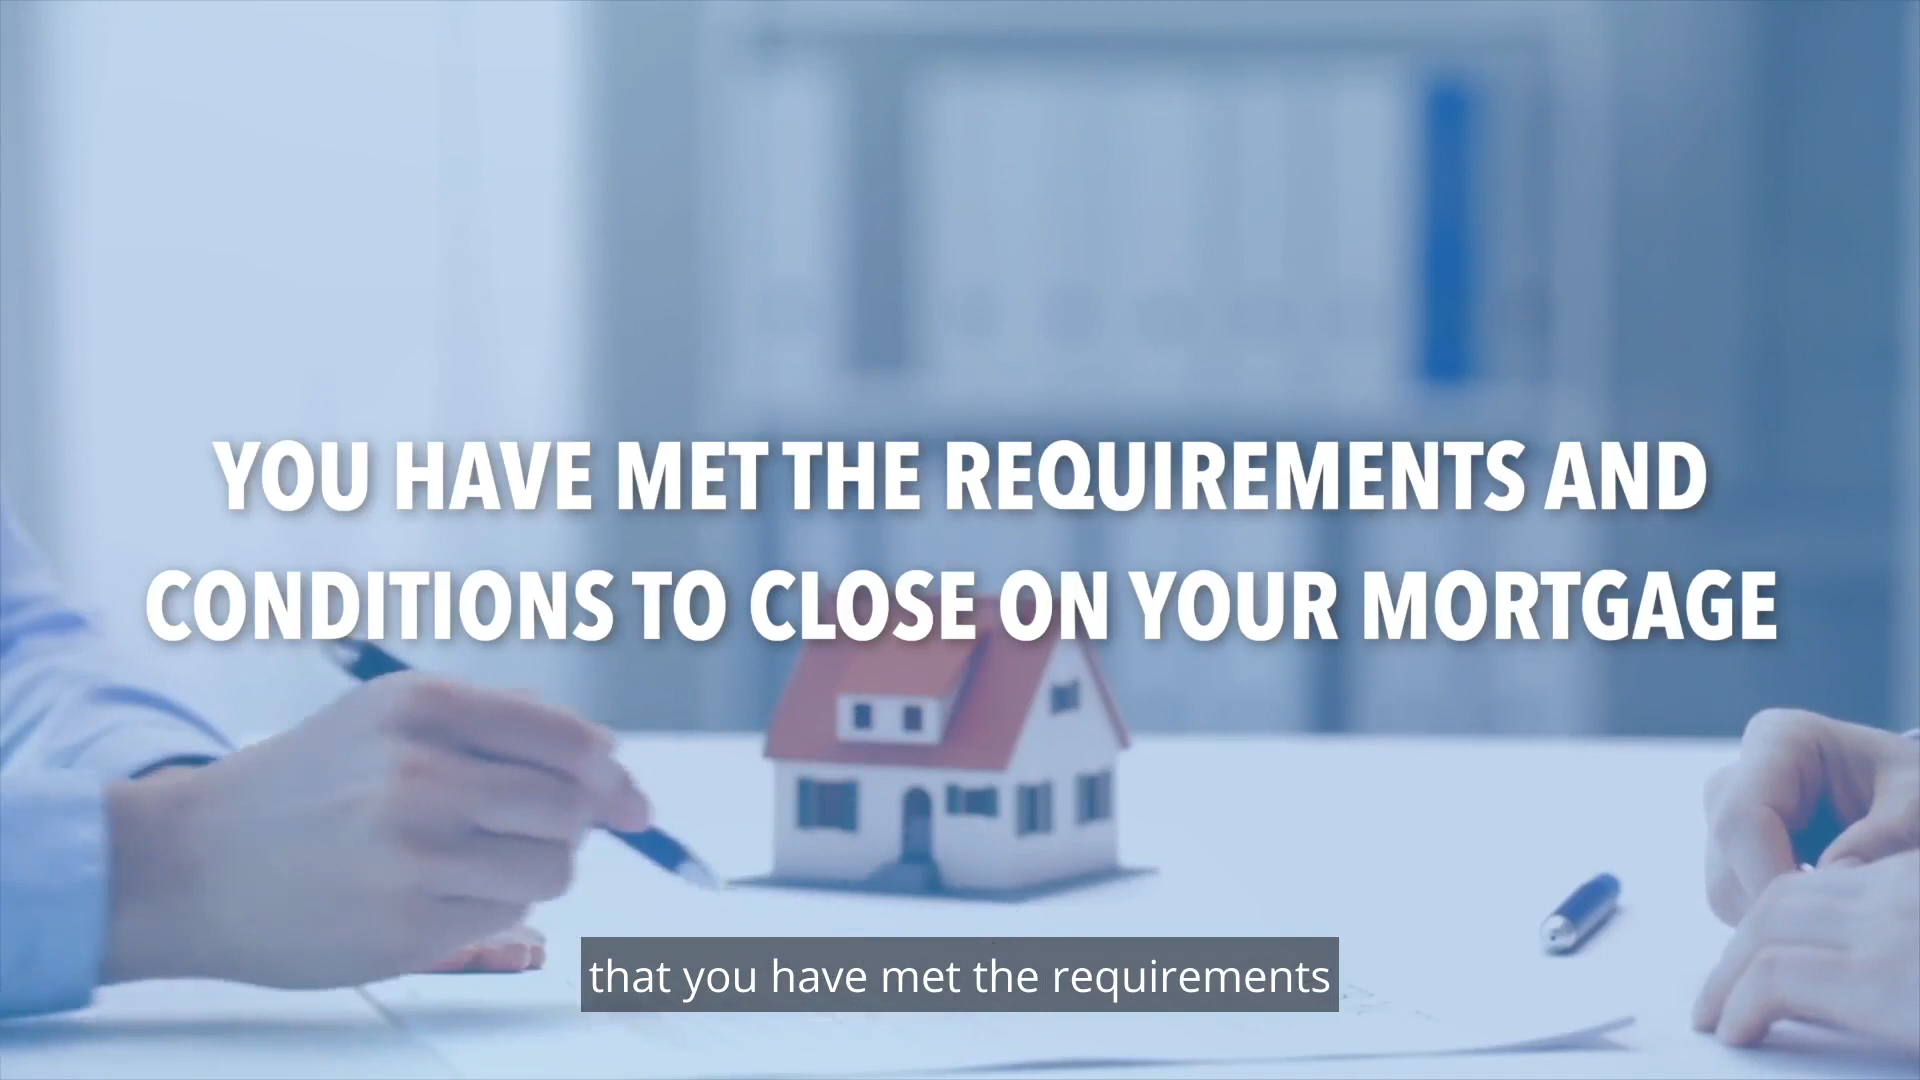 YOU HAVE MET THE REQUIREMENTS AND
CONDITIONS TO CLOSE ON YOUR MORTGAGE
that you have met the requirements